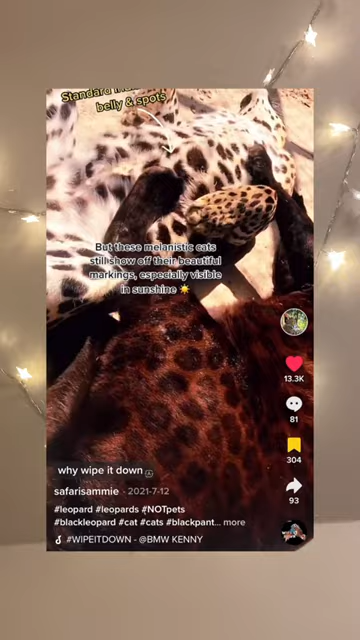 Standard
belly & spots
But these melanistic cats
still show off their beautiful
markings, especially visible
in sunshine ☀️
13.3K
81
304
93
why wipe it down
safarisammie · 2021-7-12
#leopard #leopards #NOTpets
#blackleopard #cat #cats #blackpant... more
#WIPEITDOWN - @BMW KENNY